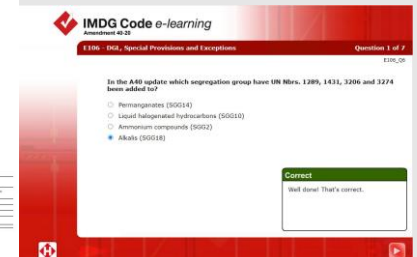 IMDG Code e-learning
Amendment 40-20
E106 - DGL, Special Provisions and Exceptions
Question 1 of 7
E106_Q6
In the A40 update which segregation group have UN Nbrs. 1289, 1431, 3206 and 3274
been added to?
Permanganates (SGG14)
Liquid halogenated hydrocarbons (SGG10)
Ammonium compounds (SGG2)
Alkalis (SGG18)
Correct
Well done! That's correct.